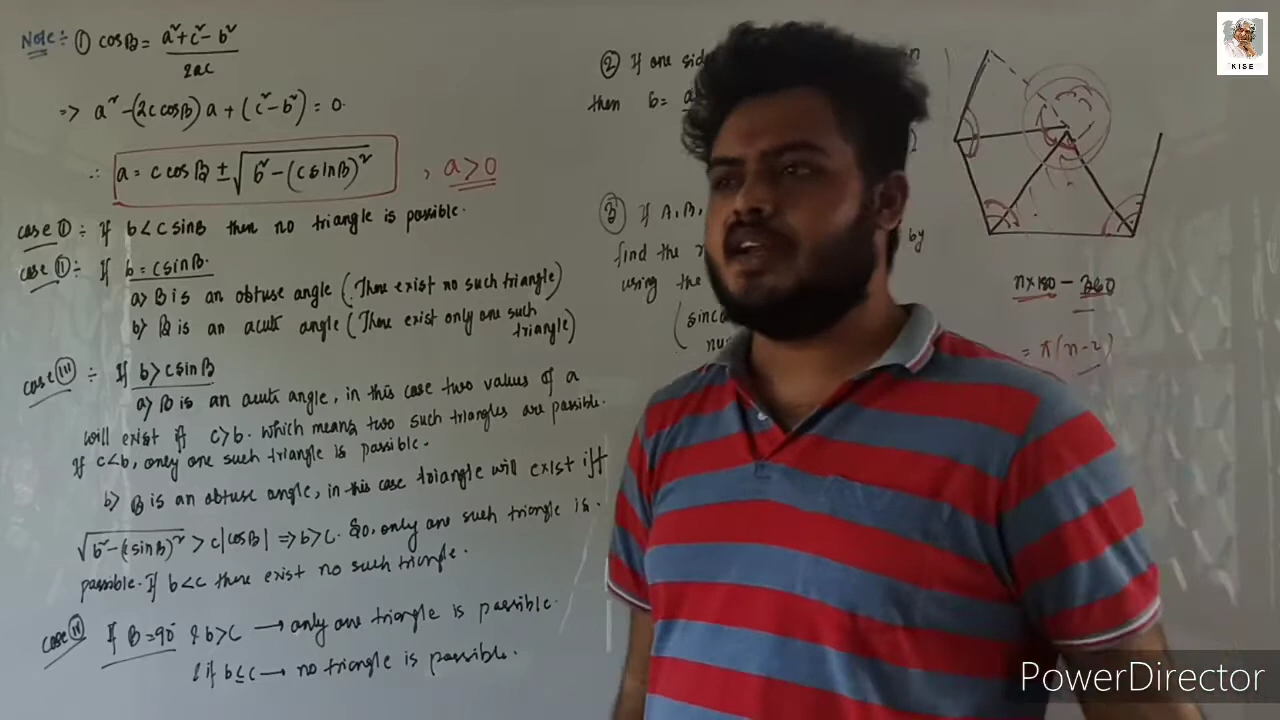 Note÷ ① cosB = a²+c²-b² / 2ac
=> a² -(2c cosB) a + (c²-b²) = 0.
∴ a = c cosB ± √b² - (c sinB)² , a>0
case ①÷ If b<c sinB then no triangle is possible.
case ⑪÷ If b = c sinB.
a> B is an obtuse angle (There exist no such triangle)
b> B is an acute angle (There exist only one such
triangle)
case ⑪I÷ If b> c sinB
a> B is an acute angle, in this case two values of a
will exist if c>b. Which means two such triangles are possible.
If c<b, only one such triangle is possible.
b> B is an obtuse angle, in this case triangle will exist iff
√b²-(c sinB)² > c|cosB| => b>c. So, only one such triangle is.
possible. If b<c there exist no such triangle.
If B=90° & b>c → only one triangle is possible.
& if b≤c → no triangle is possible.
② If one sid
then b=
③ If A, B,
find the by
using the
(since
n×180 - 360
= π(n-2)
KISE
PowerDirector